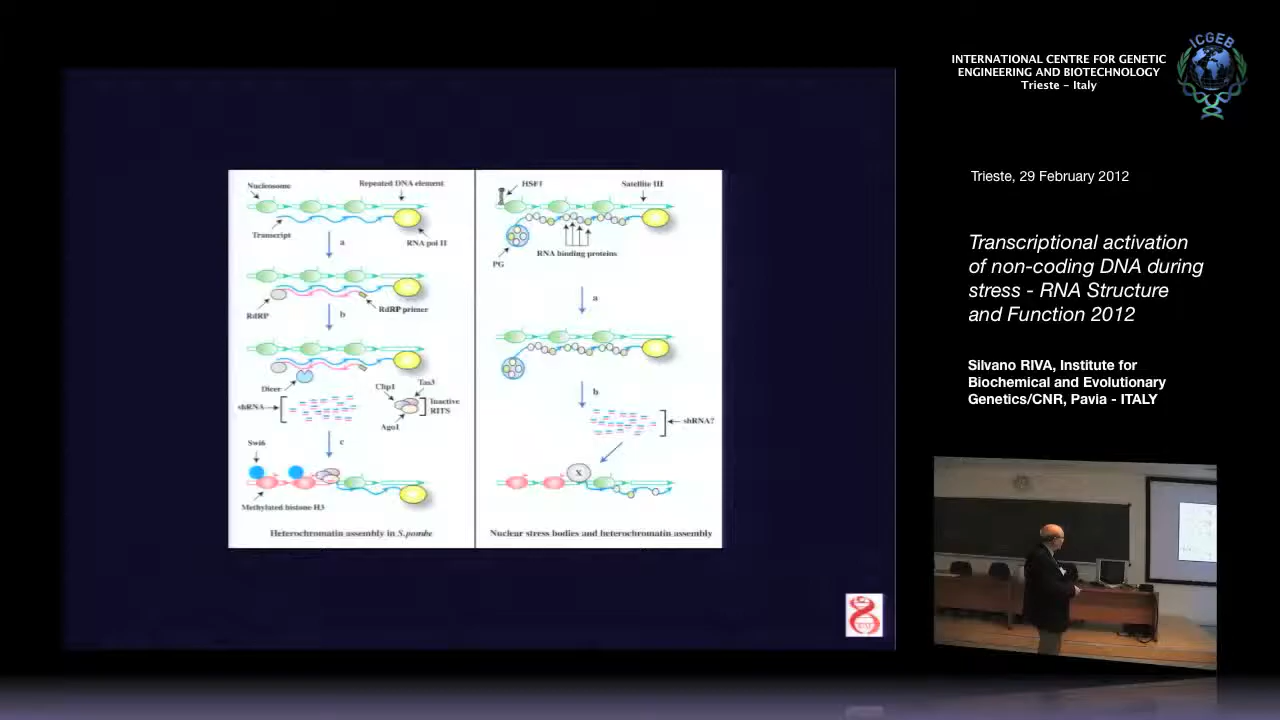 INTERNATIONAL CENTRE FOR GENETIC
ENGINEERING AND BIOTECHNOLOGY
Trieste - Italy
ICGEB
Trieste, 29 February 2012
Transcriptional activation
of non-coding DNA during
stress - RNA Structure
and Function 2012
Silvano RIVA, Institute for
Biochemical and Evolutionary
Genetics/CNR, Pavia - ITALY
Nucleosome
Repeated DNA element
Transcript
RNA pol II
a
RdRP
RdRP primer
b
Dicer
Chp1
Tas3
shRNA
Inactive
RITS
Ago1
c
Swi6
Methylated histone H3
Heterochromatin assembly in S.pombe
HSF1
Satellite III
RNA binding proteins
PG
a
b
shRNA?
X
Nuclear stress bodies and heterochromatin assembly